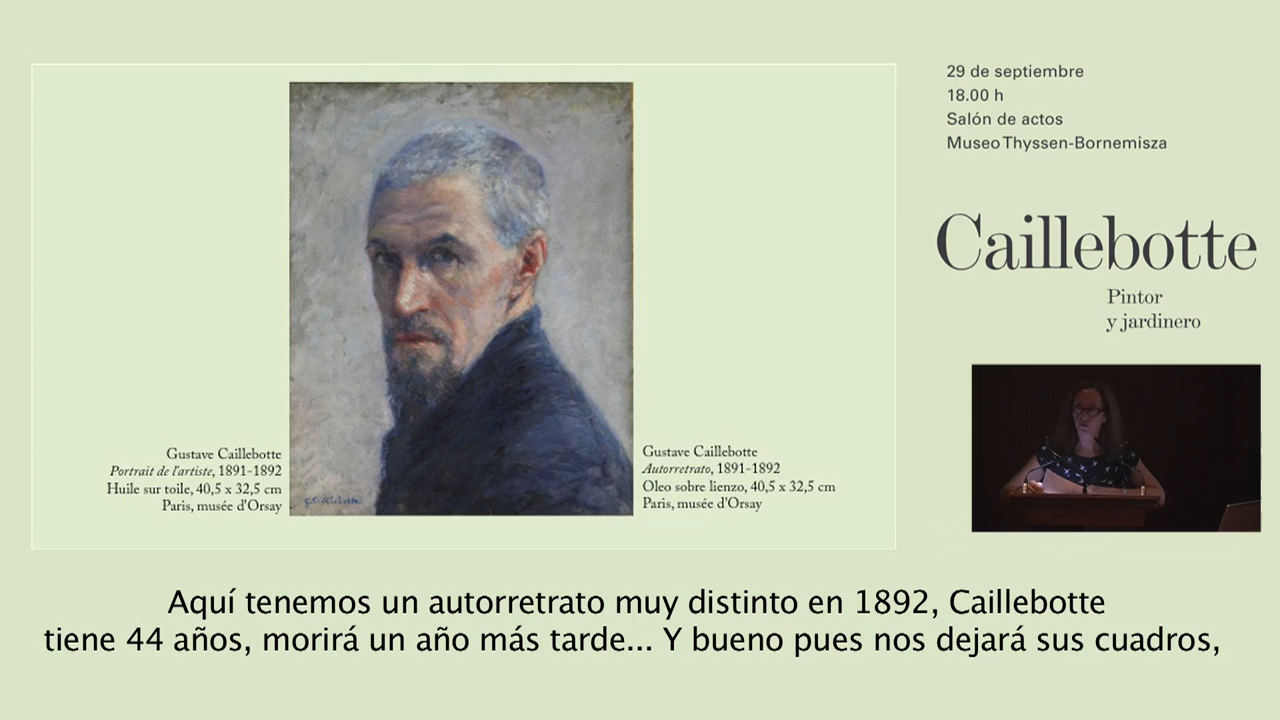 29 de septiembre
18.00 h
Salón de actos
Museo Thyssen-Bornemisza
Caillebotte
Pintor
y jardinero
Gustave Caillebotte
Portrait de l'artiste, 1891-1892
Huile sur toile, 40,5 x 32,5 cm
Paris, musée d'Orsay
Gustave Caillebotte
Autorretrato, 1891-1892
Oleo sobre lienzo, 40,5 x 32,5 cm
Paris, musée d'Orsay
Aquí tenemos un autorretrato muy distinto en 1892, Caillebotte
tiene 44 años, morirá un año más tarde... Y bueno pues nos dejará sus cuadros,